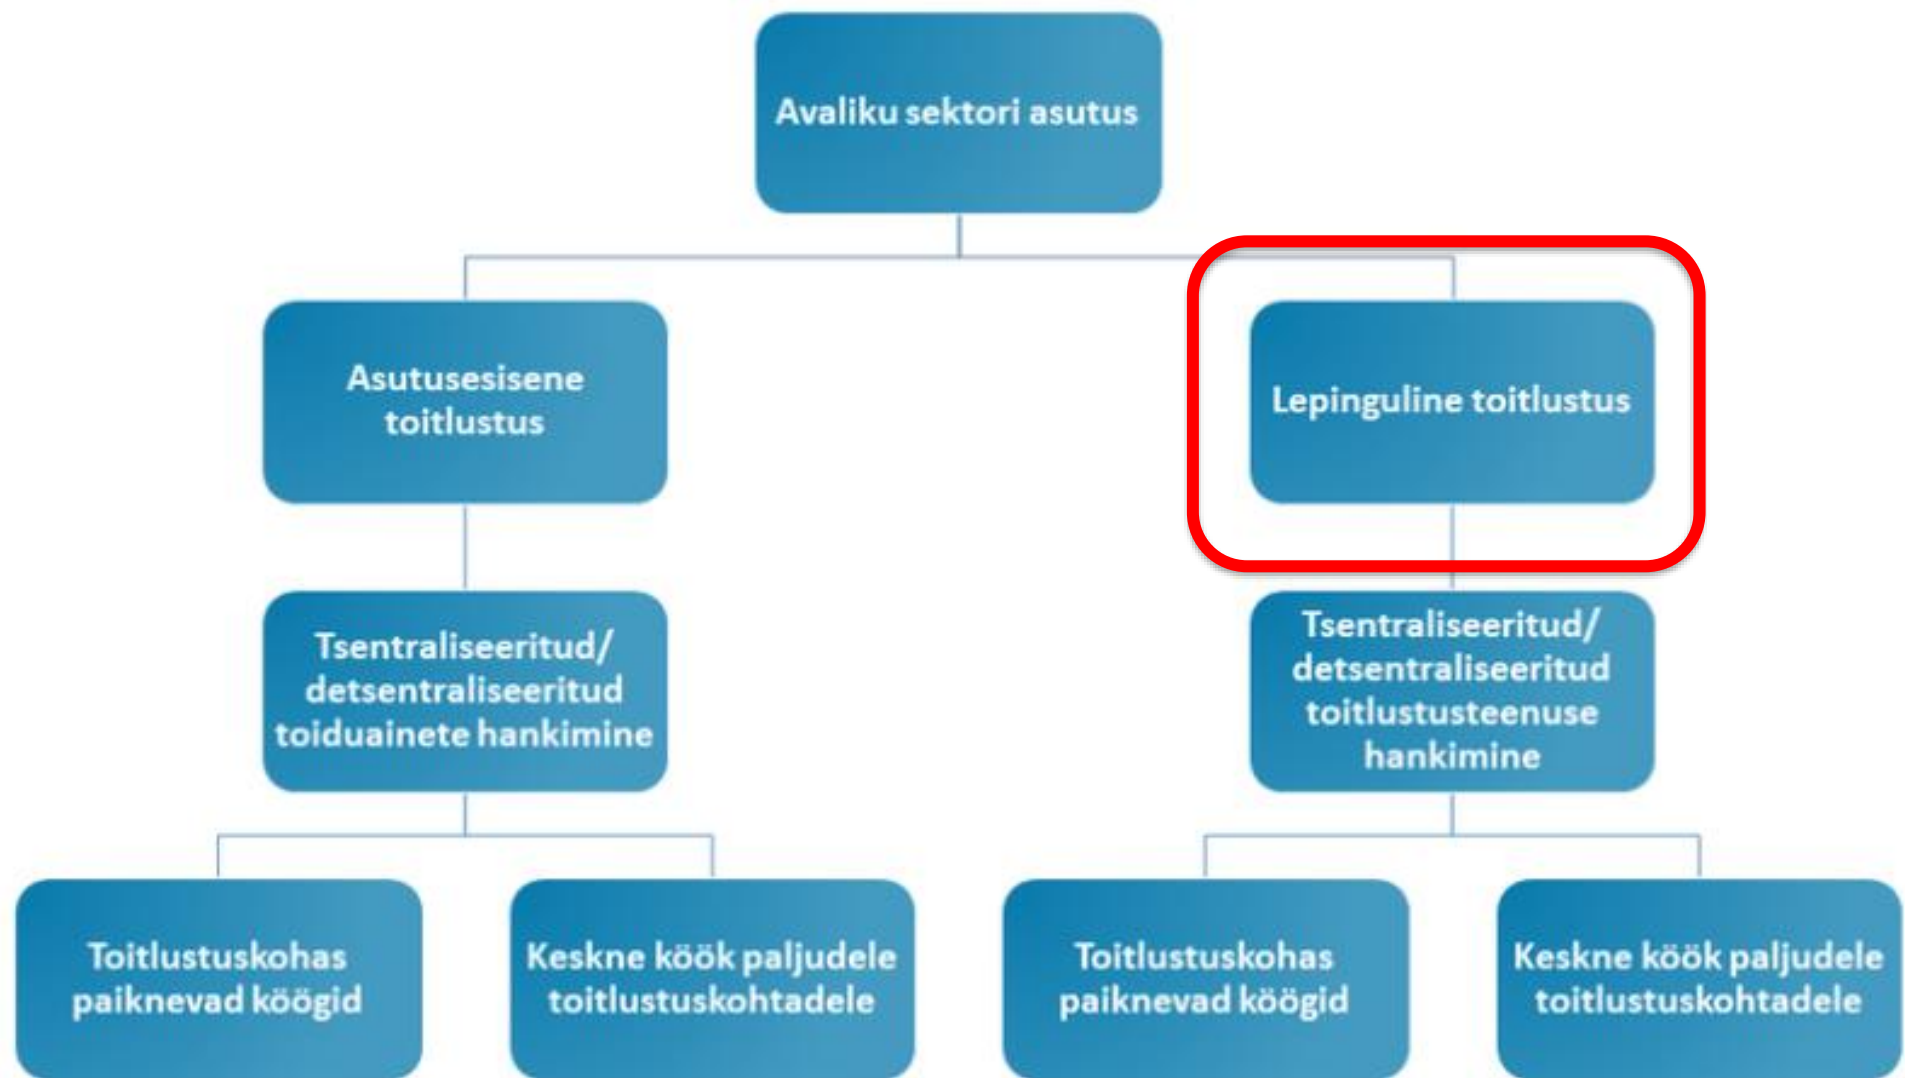 Avaliku sektori asutus
Asutusesisene
toitlustus
Lepinguline toitlustus
Tsentraliseeritud/
detsentraliseeritud
toiduainete hankimine
Tsentraliseeritud/
detsentraliseeritud
toitlustusteenuse
hankimine
Toitlustuskohas
paiknevad köögid
Keskne köök paljudele
toitlustuskohtadele
Toitlustuskohas
paiknevad köögid
Keskne köök paljudele
toitlustuskohtadele